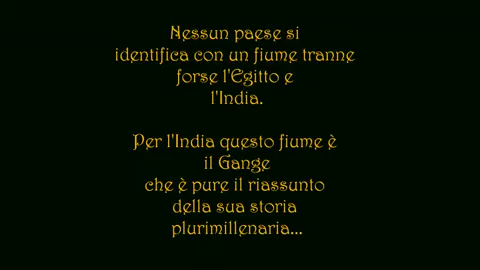 Nessun paese si
identifica con un fiume tranne
forse l'Egitto e
l'India.
Per l'India questo fiume è
il Gange
che è pure il riassunto
della sua storia
plurimillenaria...